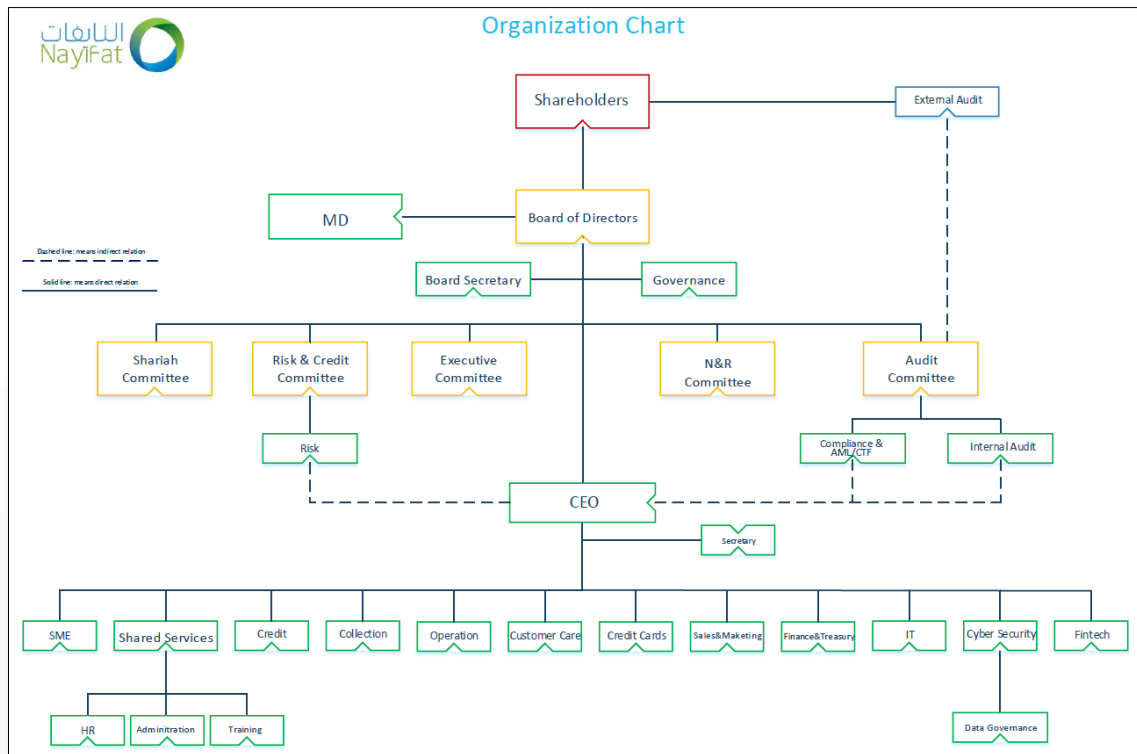 النايفات
NayiFat
Organization Chart
Shareholders
External Audit
MD
Board of Directors
Dashed line: means indirect relation
Solid line: means direct relation
Board Secretary
Governance
Shariah
Committee
Risk & Credit
Committee
Executive
Committee
N&R
Committee
Audit
Committee
Risk
Compliance &
AML/CTF
Internal Audit
CEO
Secretary
SME
Shared Services
Credit
Collection
Operation
Customer Care
Credit Cards
Sales&Maketing
Finance&Treasury
IT
Cyber Security
Fintech
HR
Adminitration
Training
Data Governance